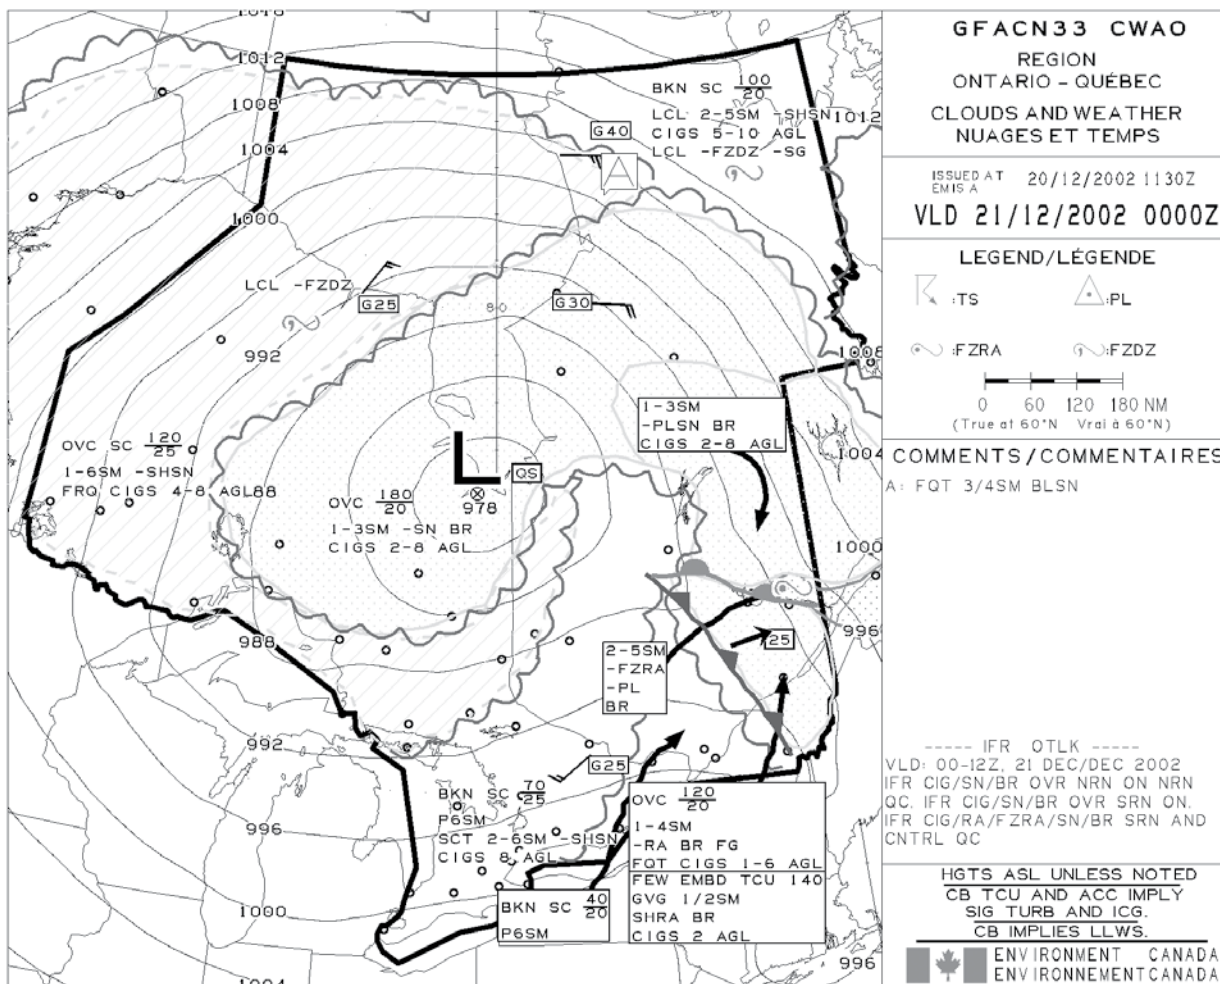 1016
1012
1008
1004
1000
992
BKN SC 100/20
LCL 2-5SM -SHSN
CIGS 5-10 AGL
LCL -FZDZ -SG
1012
G40
A
LCL -FZDZ
G25
G30
80
1008
1-3SM
-PLSN BR
CIGS 2-8 AGL
1004
OVC SC 120/25
1-6SM -SHSN
FRQ CIGS 4-8 AGL
988
L
QS
978
OVC 180/20
1-3SM -SN BR
CIGS 2-8 AGL
1000
996
25
2-5SM
-FZRA
-PL
BR
988
992
996
1000
1004
G25
BKN SC 70/25
P6SM
SCT 2-6SM -SHSN
CIGS 8 AGL
BKN SC 40/20
P6SM
OVC 120/20
1-4SM
-RA BR FG
FQT CIGS 1-6 AGL
FEW EMBD TCU 140
GVG 1/2SM
SHRA BR
CIGS 2 AGL
996
GFACN33 CWAO
REGION
ONTARIO - QUÉBEC
CLOUDS AND WEATHER
NUAGES ET TEMPS
ISSUED AT
EMIS A
20/12/2002 1130Z
VLD 21/12/2002 0000Z
LEGEND/LÉGENDE
:TS
:PL
:FZRA
:FZDZ
0 60 120 180 NM
(True at 60°N Vrai à 60°N)
COMMENTS/COMMENTAIRES
A: FQT 3/4SM BLSN
----- IFR OTLK -----
VLD: 00-12Z, 21 DEC/DEC 2002
IFR CIG/SN/BR OVR NRN ON NRN
QC. IFR CIG/SN/BR OVR SRN ON.
IFR CIG/RA/FZRA/SN/BR SRN AND
CNTRL QC
HGTS ASL UNLESS NOTED
CB TCU AND ACC IMPLY
SIG TURB AND ICG.
CB IMPLIES LLWS.
ENVIRONMENT CANADA
ENVIRONNEMENT CANADA